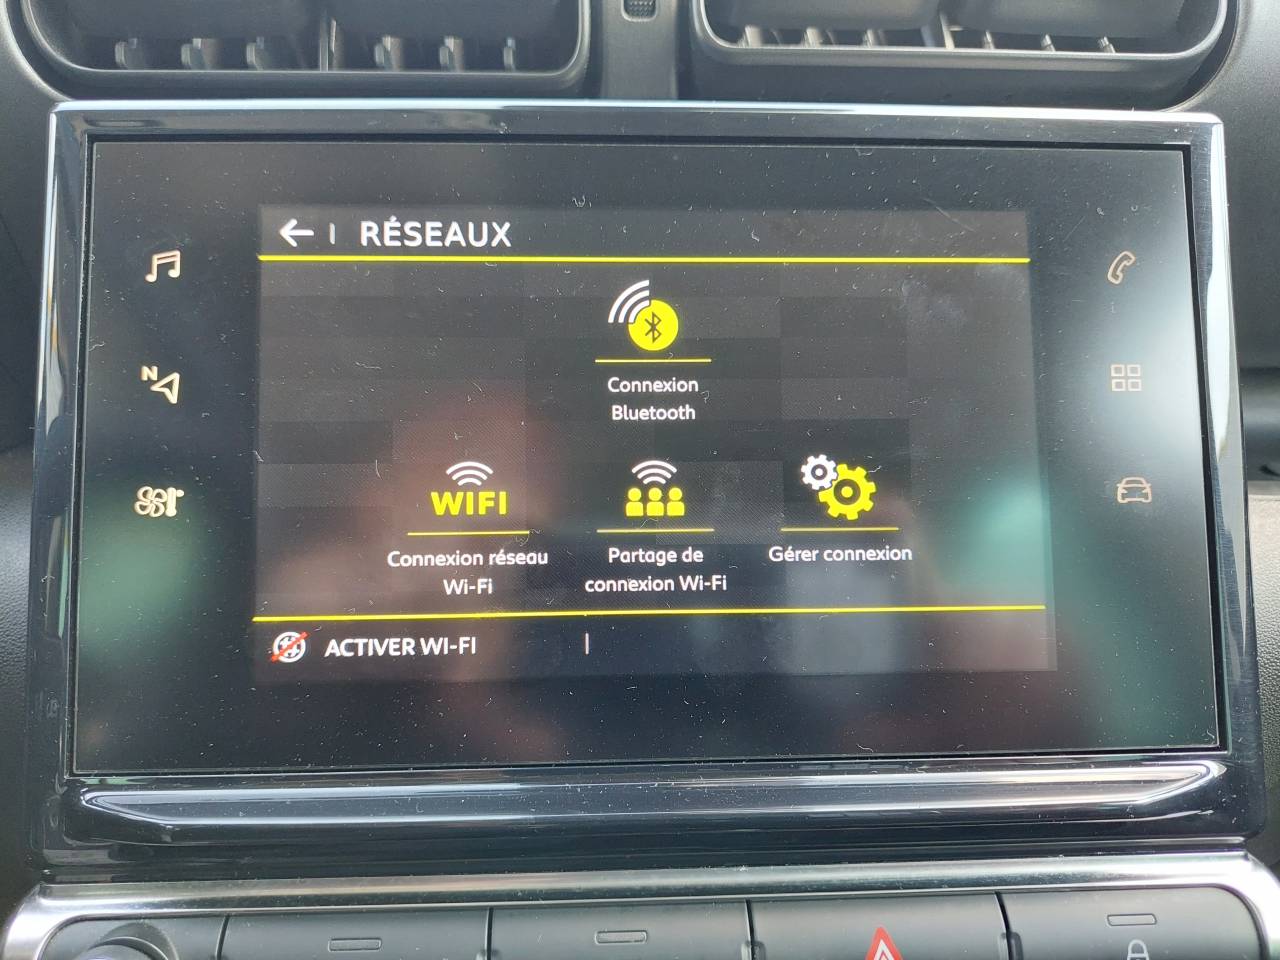 RÉSEAUX
N
Connexion
Bluetooth
WIFI
Connexion réseau
Wi-Fi
Partage de
connexion Wi-Fi
Gérer connexion
ACTIVER WI-FI